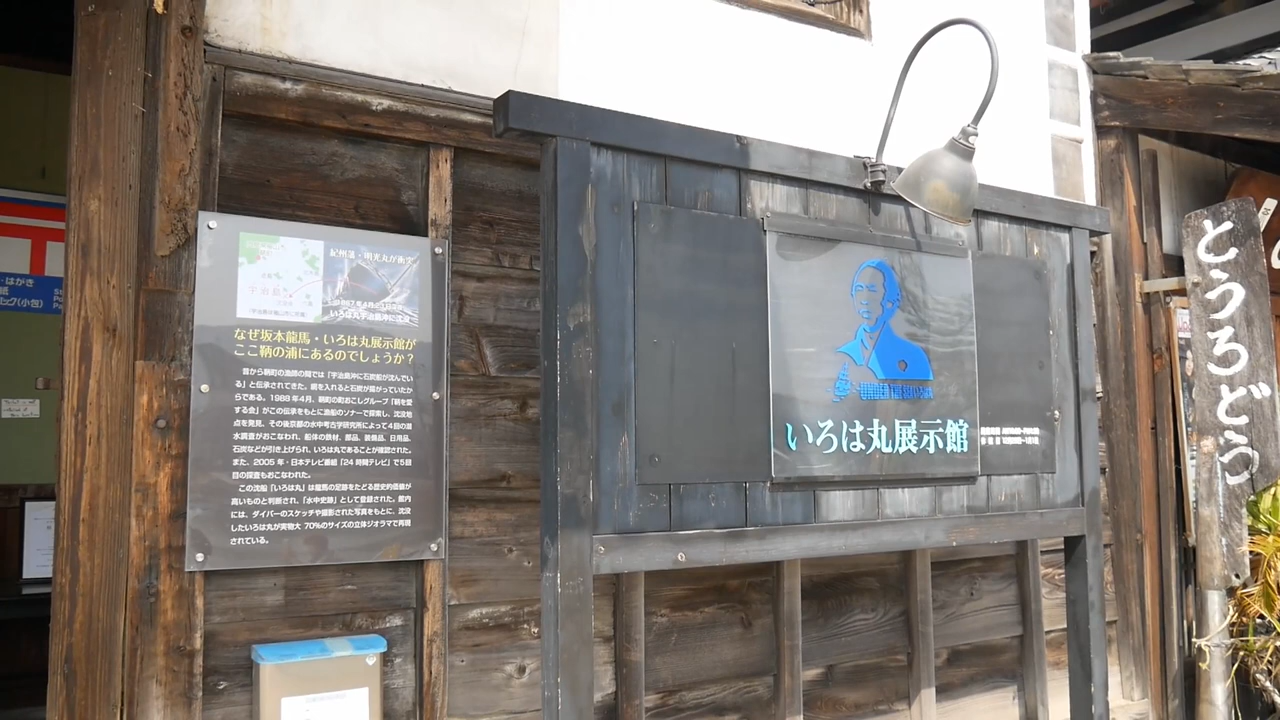 紀州藩・明光丸が衝突
宇治島
いろは丸宇治島沖に沈没
なぜ坂本龍馬・いろは丸展示館が
ここ鞆の浦にあるのでしょうか？
昔から鞆町の漁師の間では「宇治島沖に石炭船が沈んでい
る」と伝承されてきた。網を入れると石炭が揚がっていたか
らである。1988年4月、鞆町の町おこしグループ「鞆を愛
する会」がこの伝承をもとに漁船のソナーで探索し、沈没地
点を発見。その後京都の水中考古学研究所によって4回の潜
水調査がおこなわれ、船体の鉄材、部品、装備品、日用品、
石炭などが引き上げられ、いろは丸であることが確認された。
また、2005年・日本テレビ番組「24時間テレビ」で5回
目の探査もおこなわれた。
この沈船「いろは丸」は龍馬の足跡をたどる歴史的価値が
高いものと判断され、「水中史跡」として登録された。館内
には、ダイバーのスケッチや撮影された写真をもとに、沈没
したいろは丸が実物大 70%のサイズの立体ジオラマで再現
されている。
いろは丸展示館
とうろどう